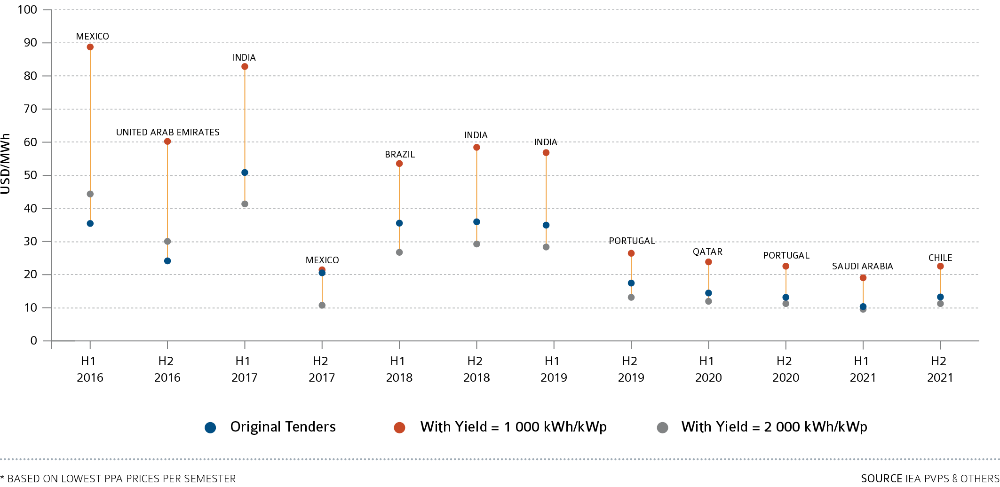 100
MEXICO
90
INDIA
80
70
UNITED ARAB EMIRATES
INDIA
60
INDIA
BRAZIL
50
40
30
PORTUGAL
QATAR
PORTUGAL
CHILE
MEXICO
SAUDI ARABIA
20
10
0
USD/MWh
H1 H2 H1 H2 H1 H2 H1 H2 H1 H2 H1 H2
2016 2016 2017 2017 2018 2018 2019 2019 2020 2020 2021 2021
Original Tenders With Yield = 1 000 kWh/kWp With Yield = 2 000 kWh/kWp
* BASED ON LOWEST PPA PRICES PER SEMESTER
SOURCE IEA PVPS & OTHERS